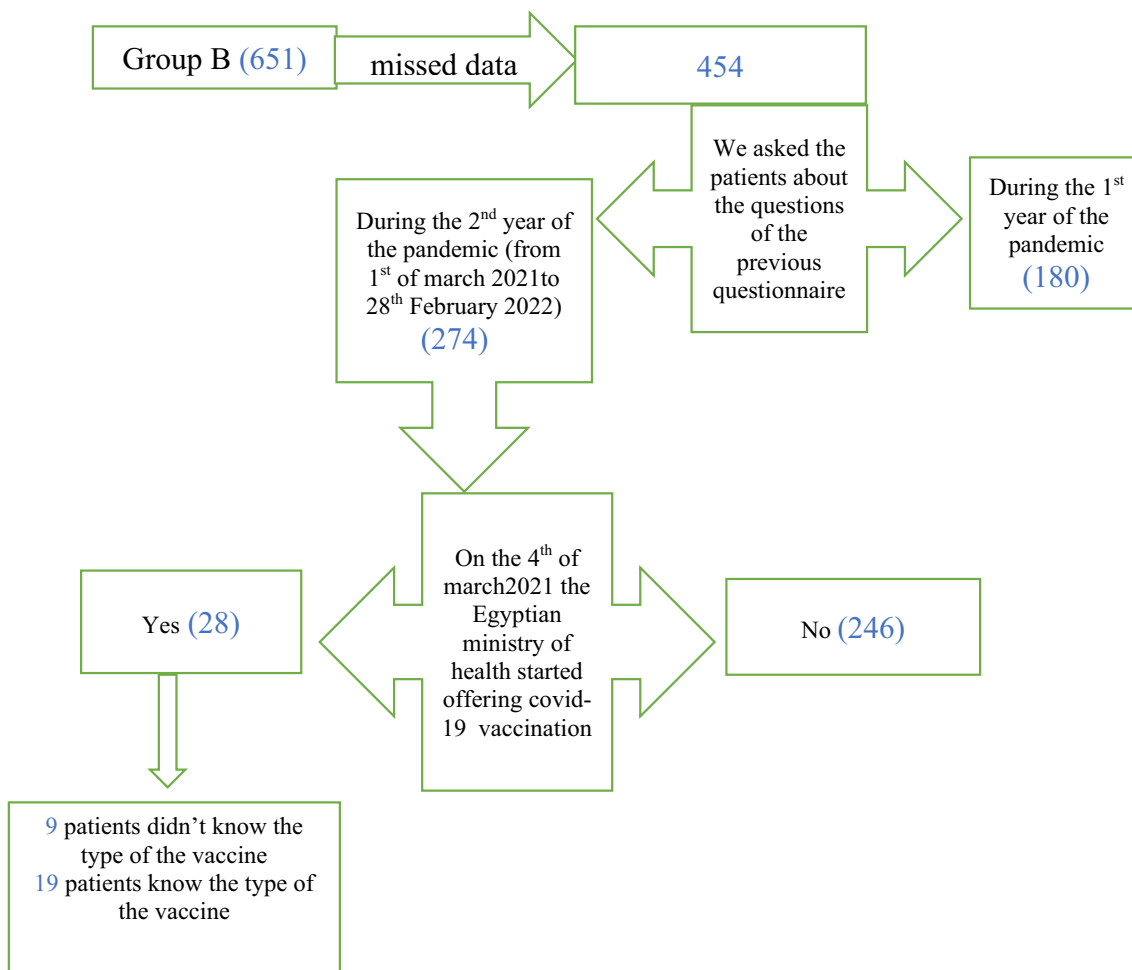 Group B (651)
missed data
454
We asked the
patients about
the questions
of the
previous
questionnaire
During the 1st
year of the
pandemic
(180)
During the 2nd year of
the pandemic (from
1st of march 2021to
28th February 2022)
(274)
On the 4th of
march2021 the
Egyptian
ministry of
health started
offering covid-
19 vaccination
Yes (28)
No (246)
9 patients didn’t know the
type of the vaccine
19 patients know the type of
the vaccine